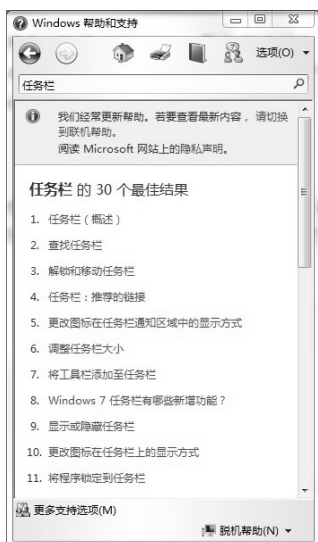 Windows 帮助和支持
选项(O)
任务栏
我们经常更新帮助。若要查看最新内容，请切换
到联机帮助。
阅读 Microsoft 网站上的隐私声明。
任务栏 的 30 个最佳结果
1. 任务栏（概述）
2. 查找任务栏
3. 解锁和移动任务栏
4. 任务栏：推荐的链接
5. 更改图标在任务栏通知区域中的显示方式
6. 调整任务栏大小
7. 将工具栏添加至任务栏
8. Windows 7 任务栏有哪些新增功能？
9. 显示或隐藏任务栏
10. 更改图标在任务栏上的显示方式
11. 将程序锁定到任务栏
更多支持选项(M)
脱机帮助(N)